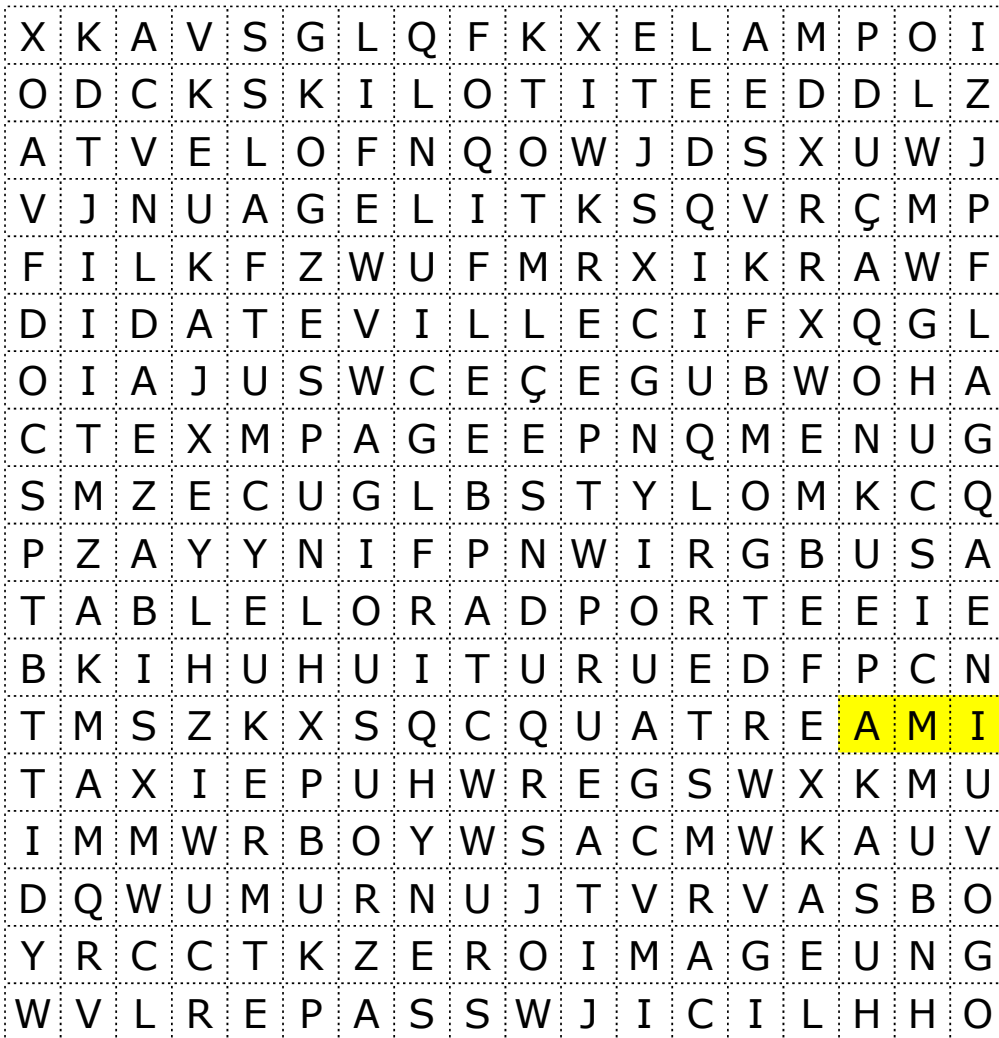 X K A V S G L Q F K X E L A M P O I
O D C K S K I L O T I T E E D D L Z
A T V E L O F N Q O W J D S X U W J
V J N U A G E L I T K S Q V R Ç M P
F I L K F Z W U F M R X I K R A W F
D I D A T E V I L L E C I F X Q G L
O I A J U S W C E Ç E G U B W O H A
C T E X M P A G E E P N Q M E N U G
S M Z E C U G L B S T Y L O M K C Q
P Z A Y Y N I F P N W I R G B U S A
T A B L E L O R A D P O R T E E I E
B K I H U H U I T U R U E D F P C N
T M S Z K X S Q C Q U A T R E A M I
T A X I E P U H W R E G S W X K M U
I M M W R B O Y W S A C M W K A U V
D Q W U M U R N U J T V R V A S B O
Y R C C T K Z E R O I M A G E U N G
W V L R E P A S S W J I C I L H H O